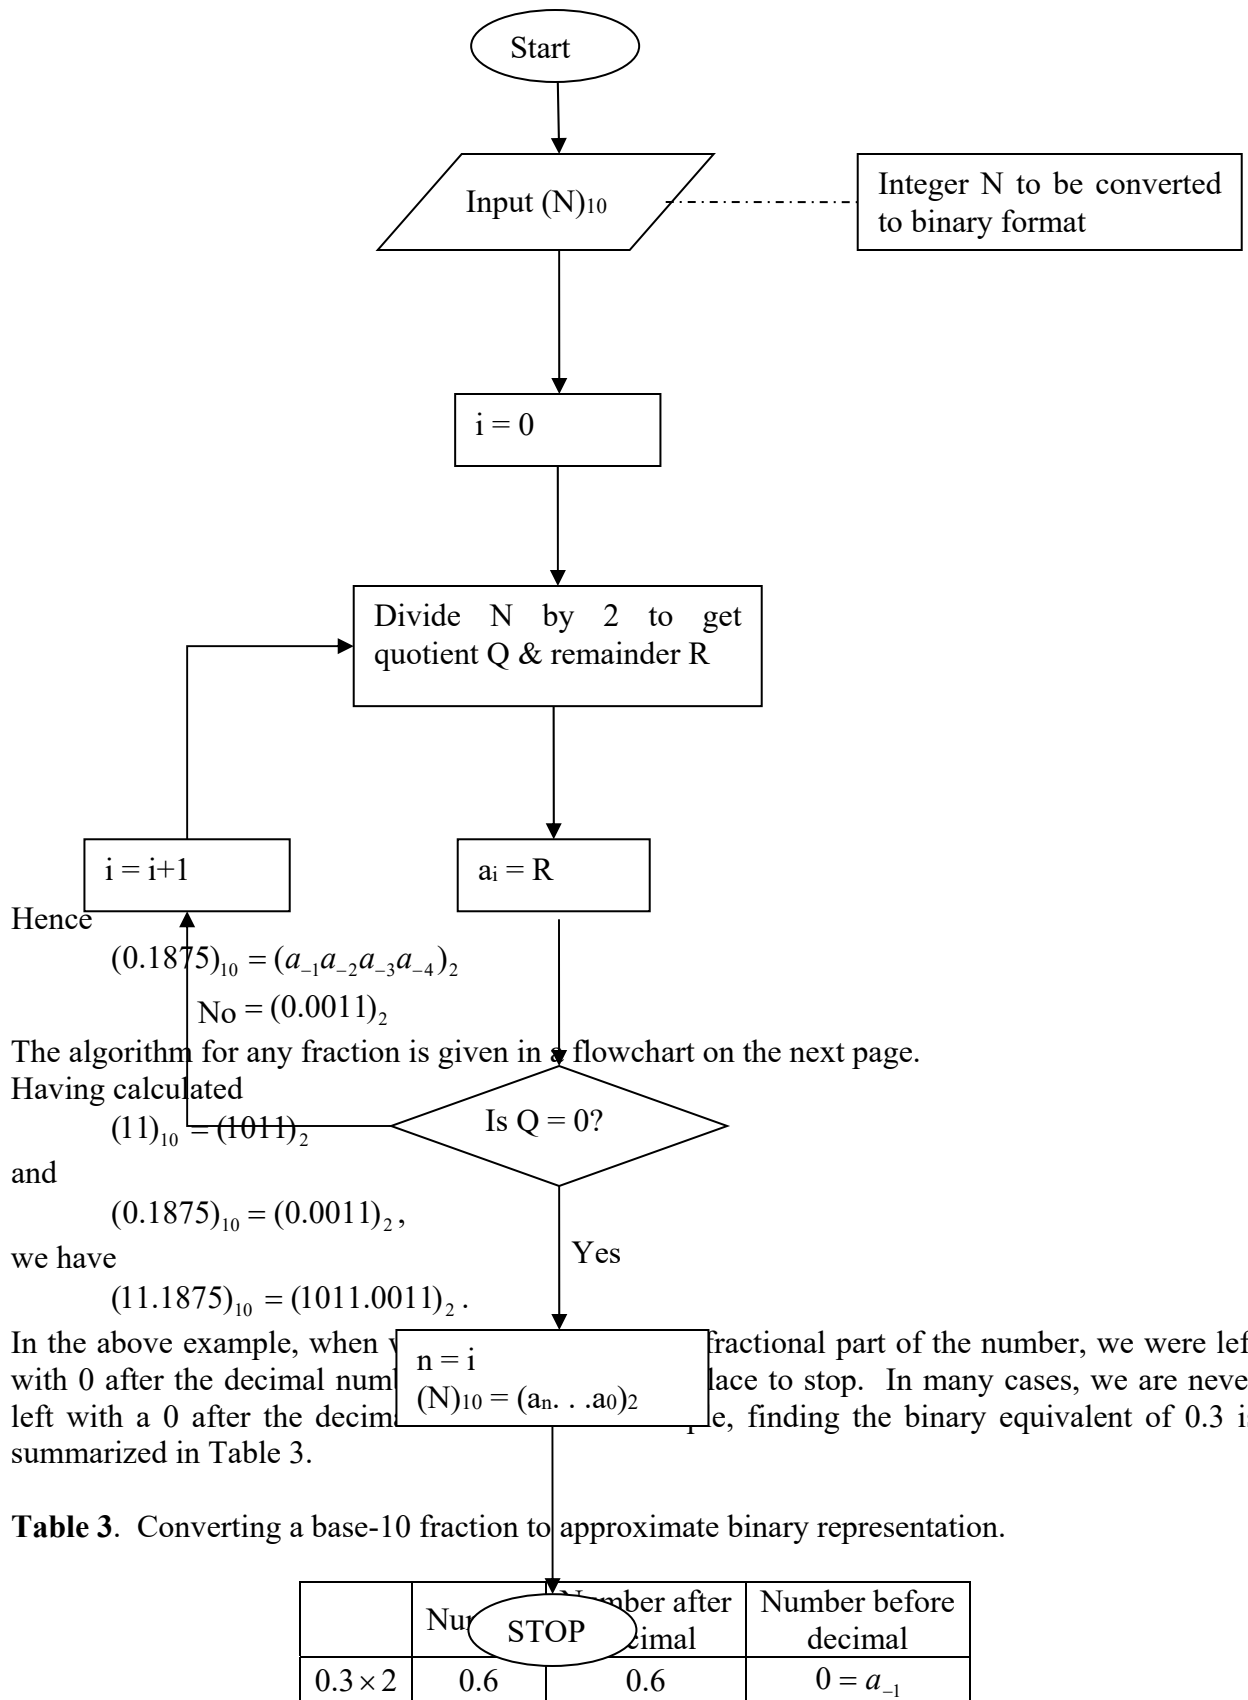 Start
Input (N)10
Integer N to be converted
to binary format
i = 0
Divide N by 2 to get
quotient Q & remainder R
i = i+1
ai = R
Hence
(0.1875)10 = (a−1a−2a−3a−4)2
No
= (0.0011)2
The algorithm for any fraction is given in a flowchart on the next page.
Having calculated
Is Q = 0?
(11)10 = (1011)2
and
(0.1875)10 = (0.0011)2 ,
we have
Yes
(11.1875)10 = (1011.0011)2 .
In the above example, when fractional part of the number, we were lef
n = i
with 0 after the decimal to stop. In many cases, we are neve
(N)10 = (an. . .a0)2
left with a 0 after the finding the binary equivalent of 0.3 is
summarized in Table 3.
Table 3. Converting a base-10 fraction to approximate binary representation.
after
Number before
decimal
STOP
0.3 × 2 0.6 0.6 0 = a−1